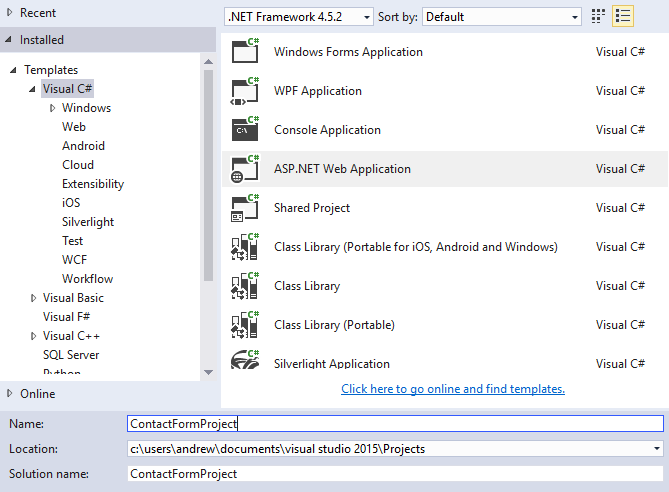 Recent
Installed
Templates
Visual C#
Windows
Web
Android
Cloud
Extensibility
iOS
Silverlight
Test
WCF
Workflow
Visual Basic
Visual F#
Visual C++
SQL Server
Python
Online
.NET Framework 4.5.2 Sort by: Default
C# Windows Forms Application Visual C#
C# WPF Application Visual C#
C# C:\ Console Application Visual C#
C# ASP.NET Web Application Visual C#
C# Shared Project Visual C#
C# Class Library (Portable for iOS, Android and Windows) Visual C#
C# Class Library Visual C#
C# Class Library (Portable) Visual C#
C# Silverlight Application Visual C#
Click here to go online and find templates.
Name: ContactFormProject
Location: c:\users\andrew\documents\visual studio 2015\Projects
Solution name: ContactFormProject